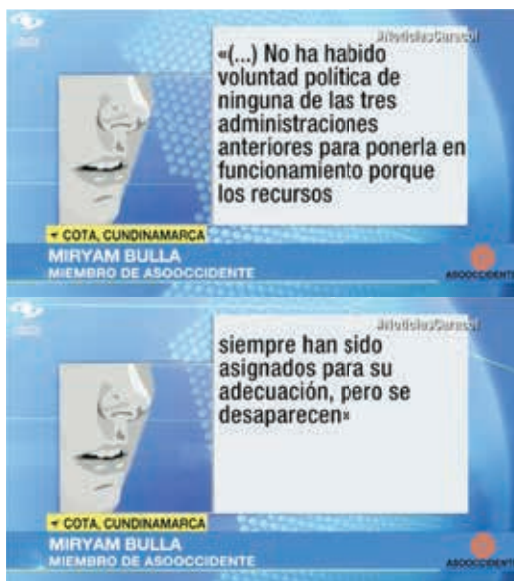 #NoticiasCaracol
«(...) No ha habido
voluntad política de
ninguna de las tres
administraciones
anteriores para ponerla en
funcionamiento porque
los recursos
COTA, CUNDINAMARCA
MIRYAM BULLA
MIEMBRO DE ASOOCCIDENTE
ASOOCCIDENTE
#NoticiasCaracol
siempre han sido
asignados para su
adecuación, pero se
desaparecen»
COTA, CUNDINAMARCA
MIRYAM BULLA
MIEMBRO DE ASOOCCIDENTE
ASOOCCIDENTE